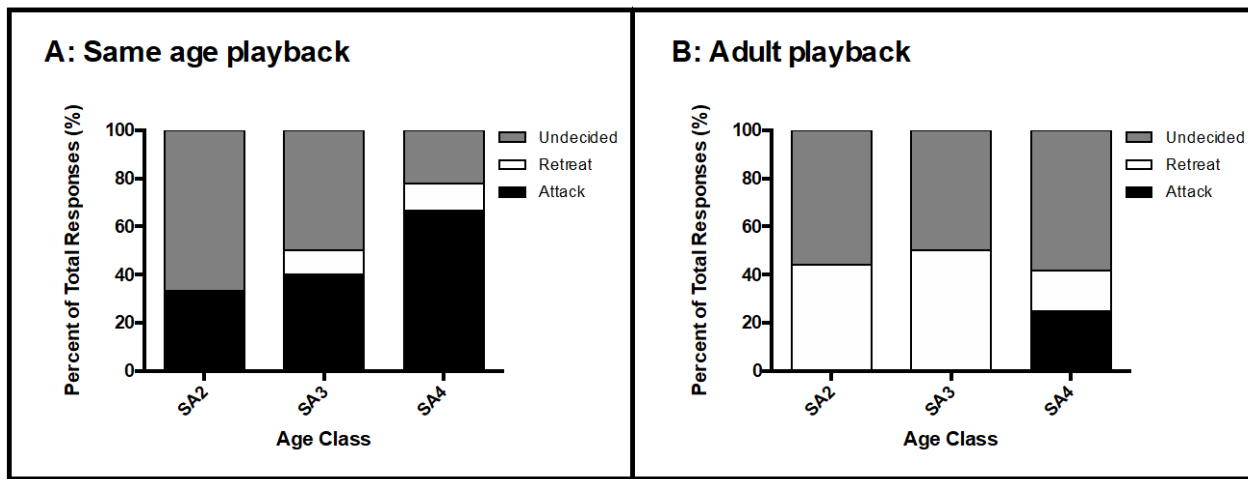 A: Same age playback
Percent of Total Responses (%)
100
80
60
40
20
0
SA2
SA3
SA4
Age Class
Undecided
Retreat
Attack
B: Adult playback
Percent of Total Responses (%)
100
80
60
40
20
0
SA2
SA3
SA4
Age Class
Undecided
Retreat
Attack